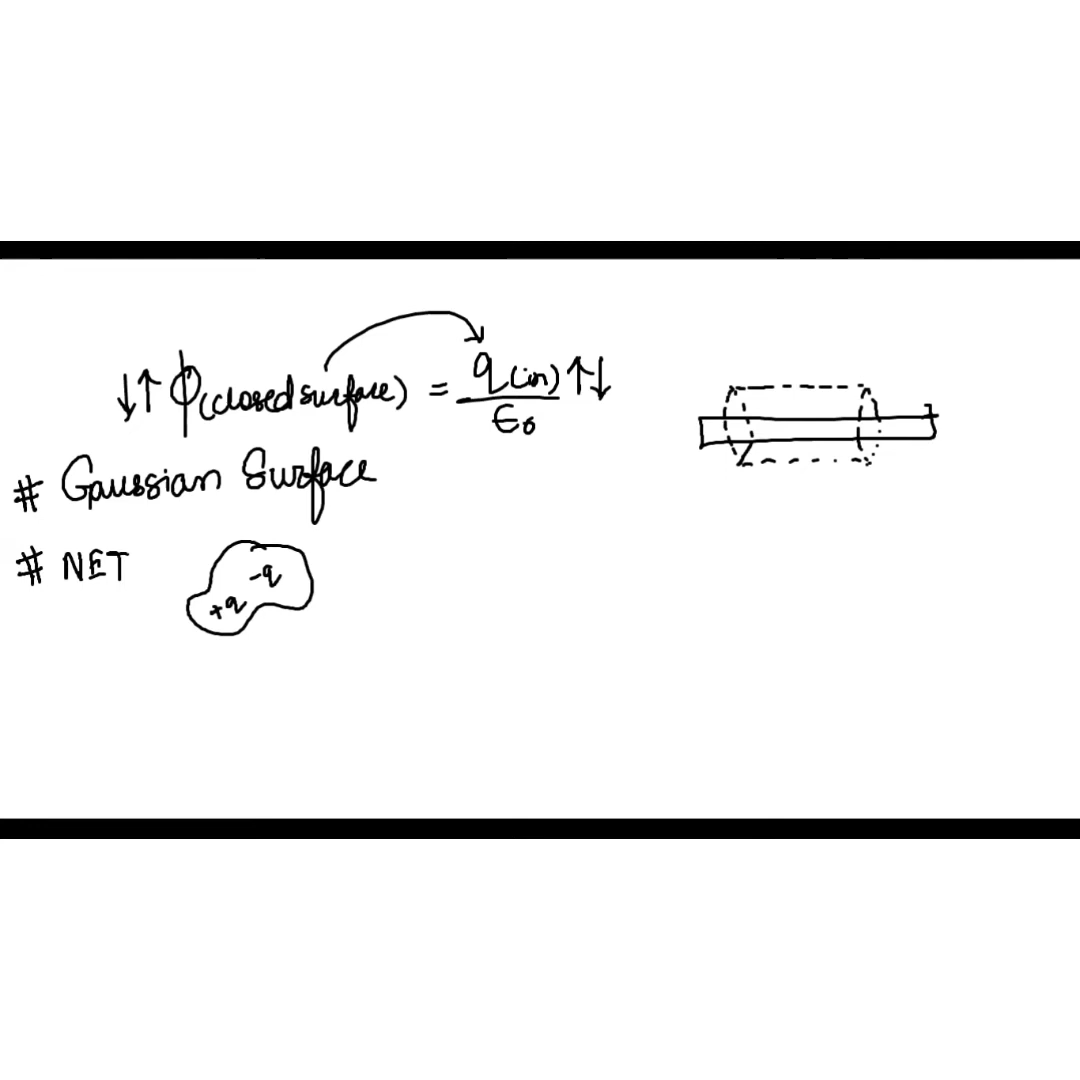 ↓↑ ϕ(closed surface) = q(in)/ε₀ ↑↓
# Gaussian Surface
# NET
-q
+q